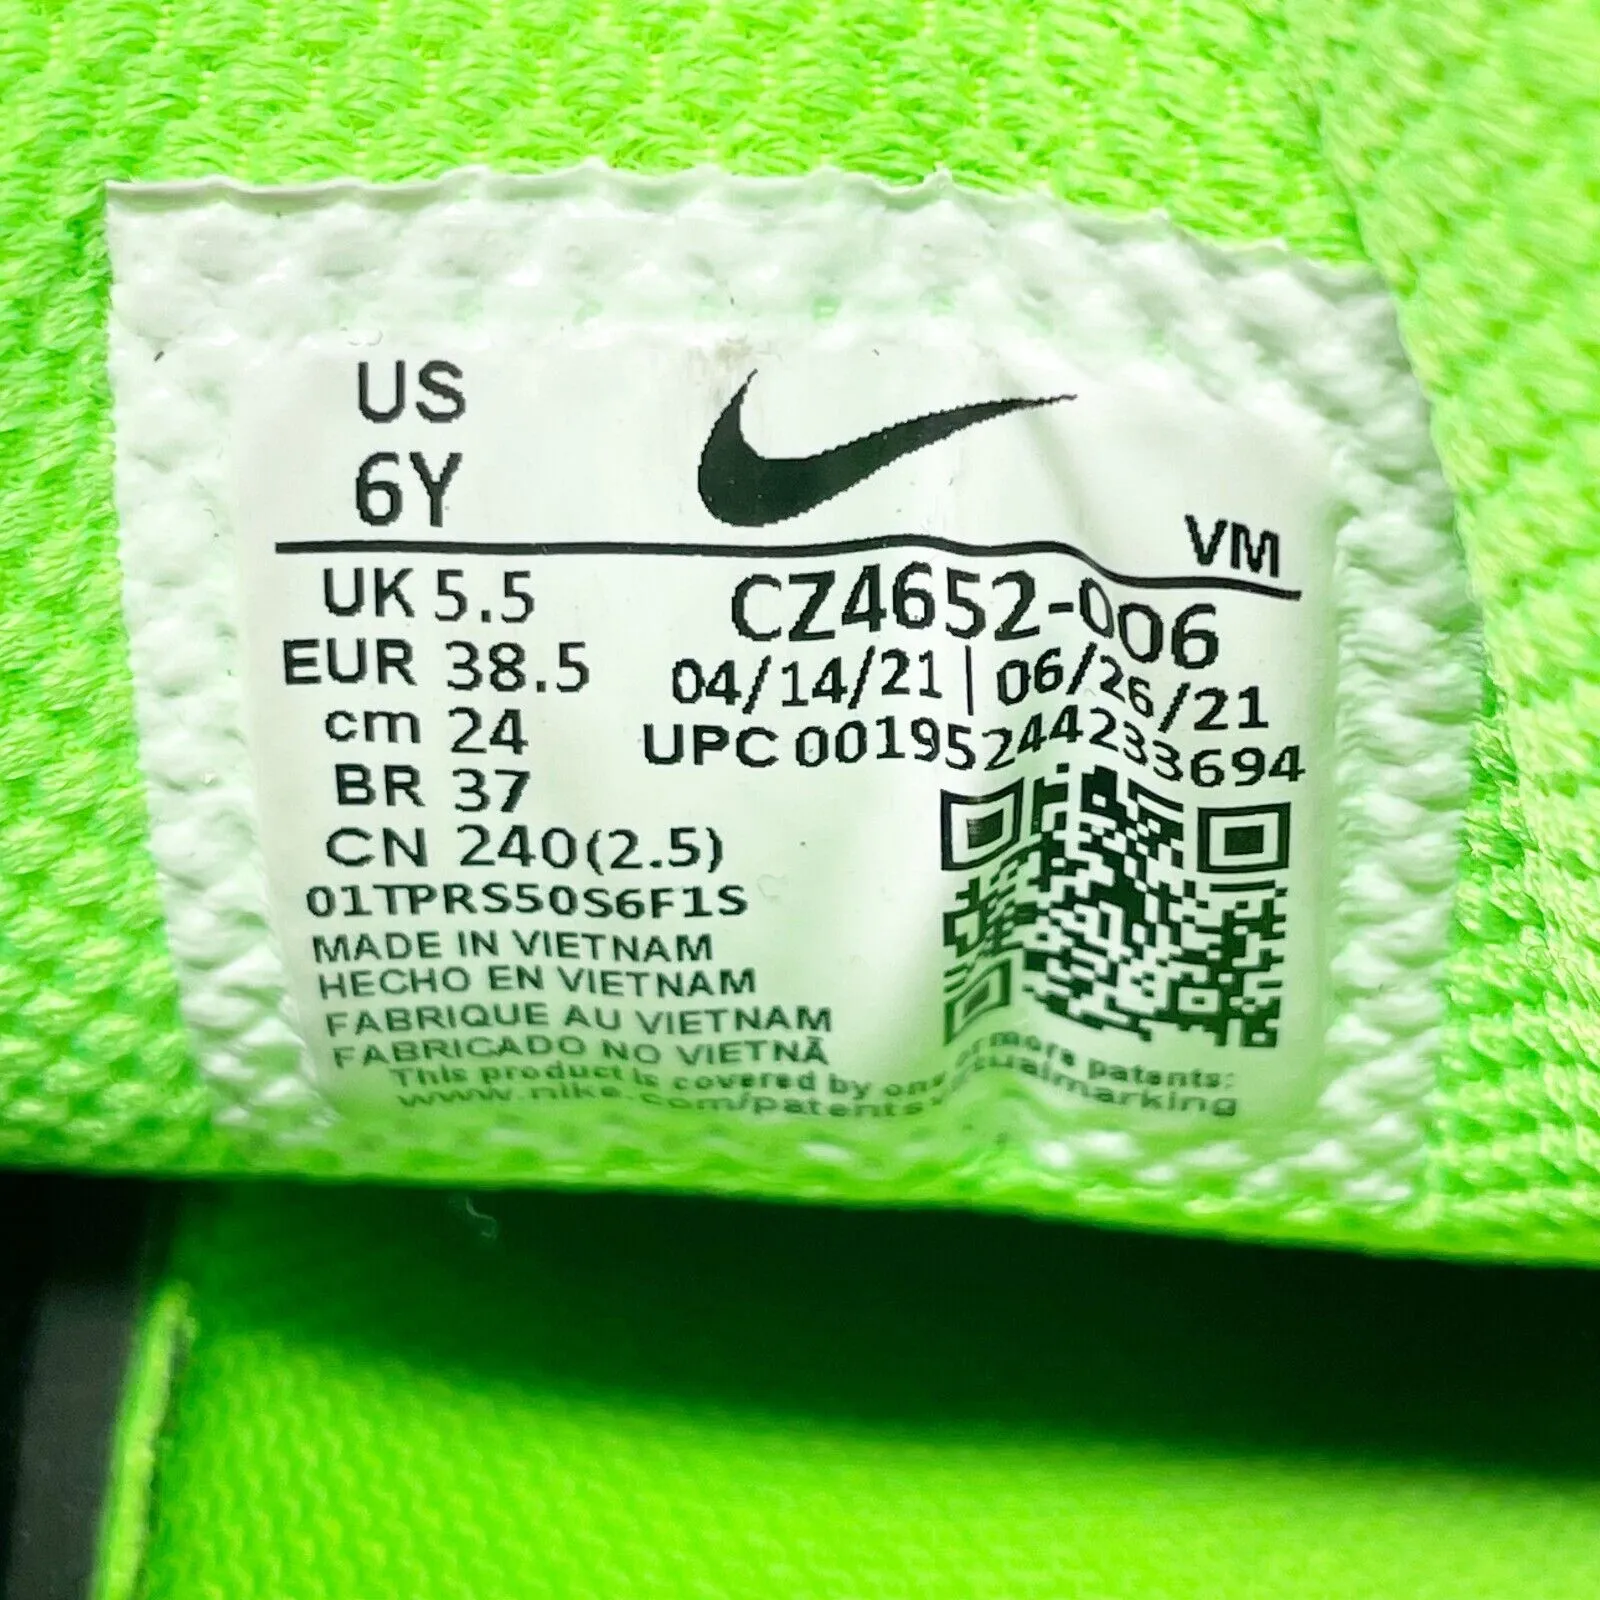 US
6Y
VM
UK 5.5
EUR 38.5
cm 24
BR 37
CN 240(2.5)
CZ4652-006
04/14/21 | 06/26/21
UPC 00195244233694
01TPRS50S6F1S
MADE IN VIETNAM
HECHO EN VIETNAM
FABRIQUE AU VIETNAM
FABRICADO NO VIETNÃ
This product is covered by one or more patents:
www.nike.com/patents